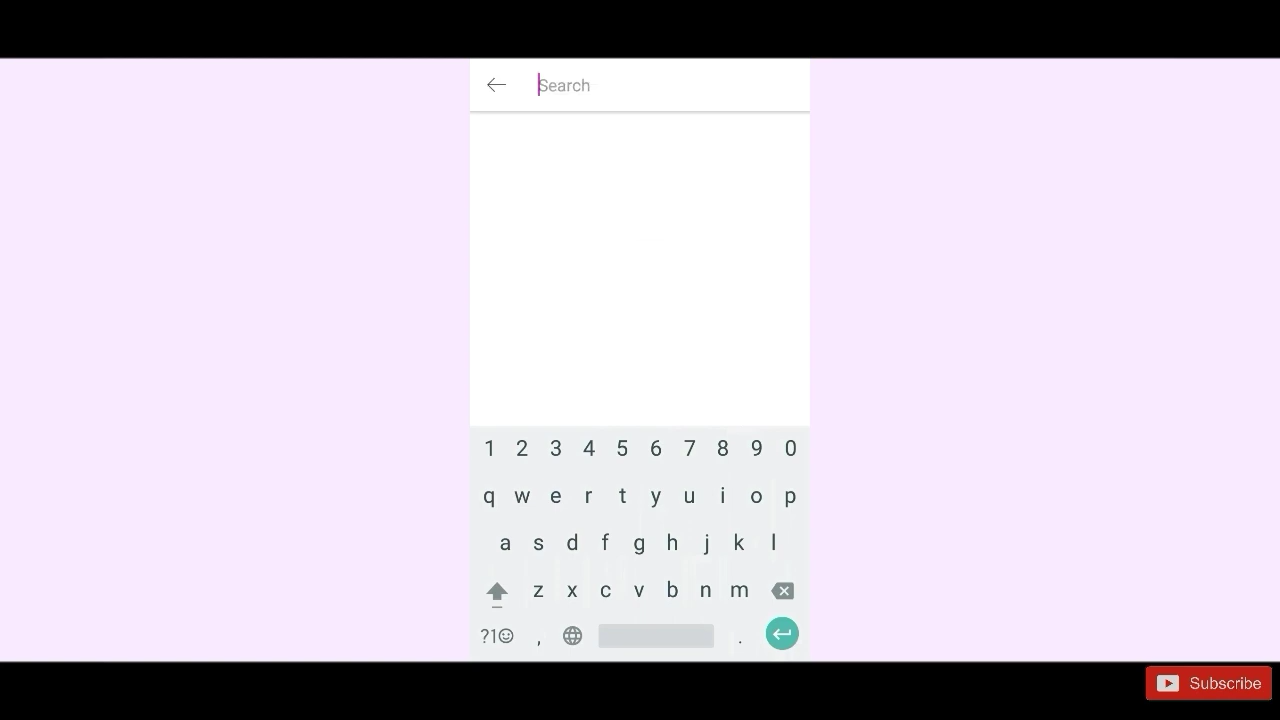 Search
1 2 3 4 5 6 7 8 9 0
q w e r t y u i o p
a s d f g h j k l
z x c v b n m
?1☺ , .
Subscribe